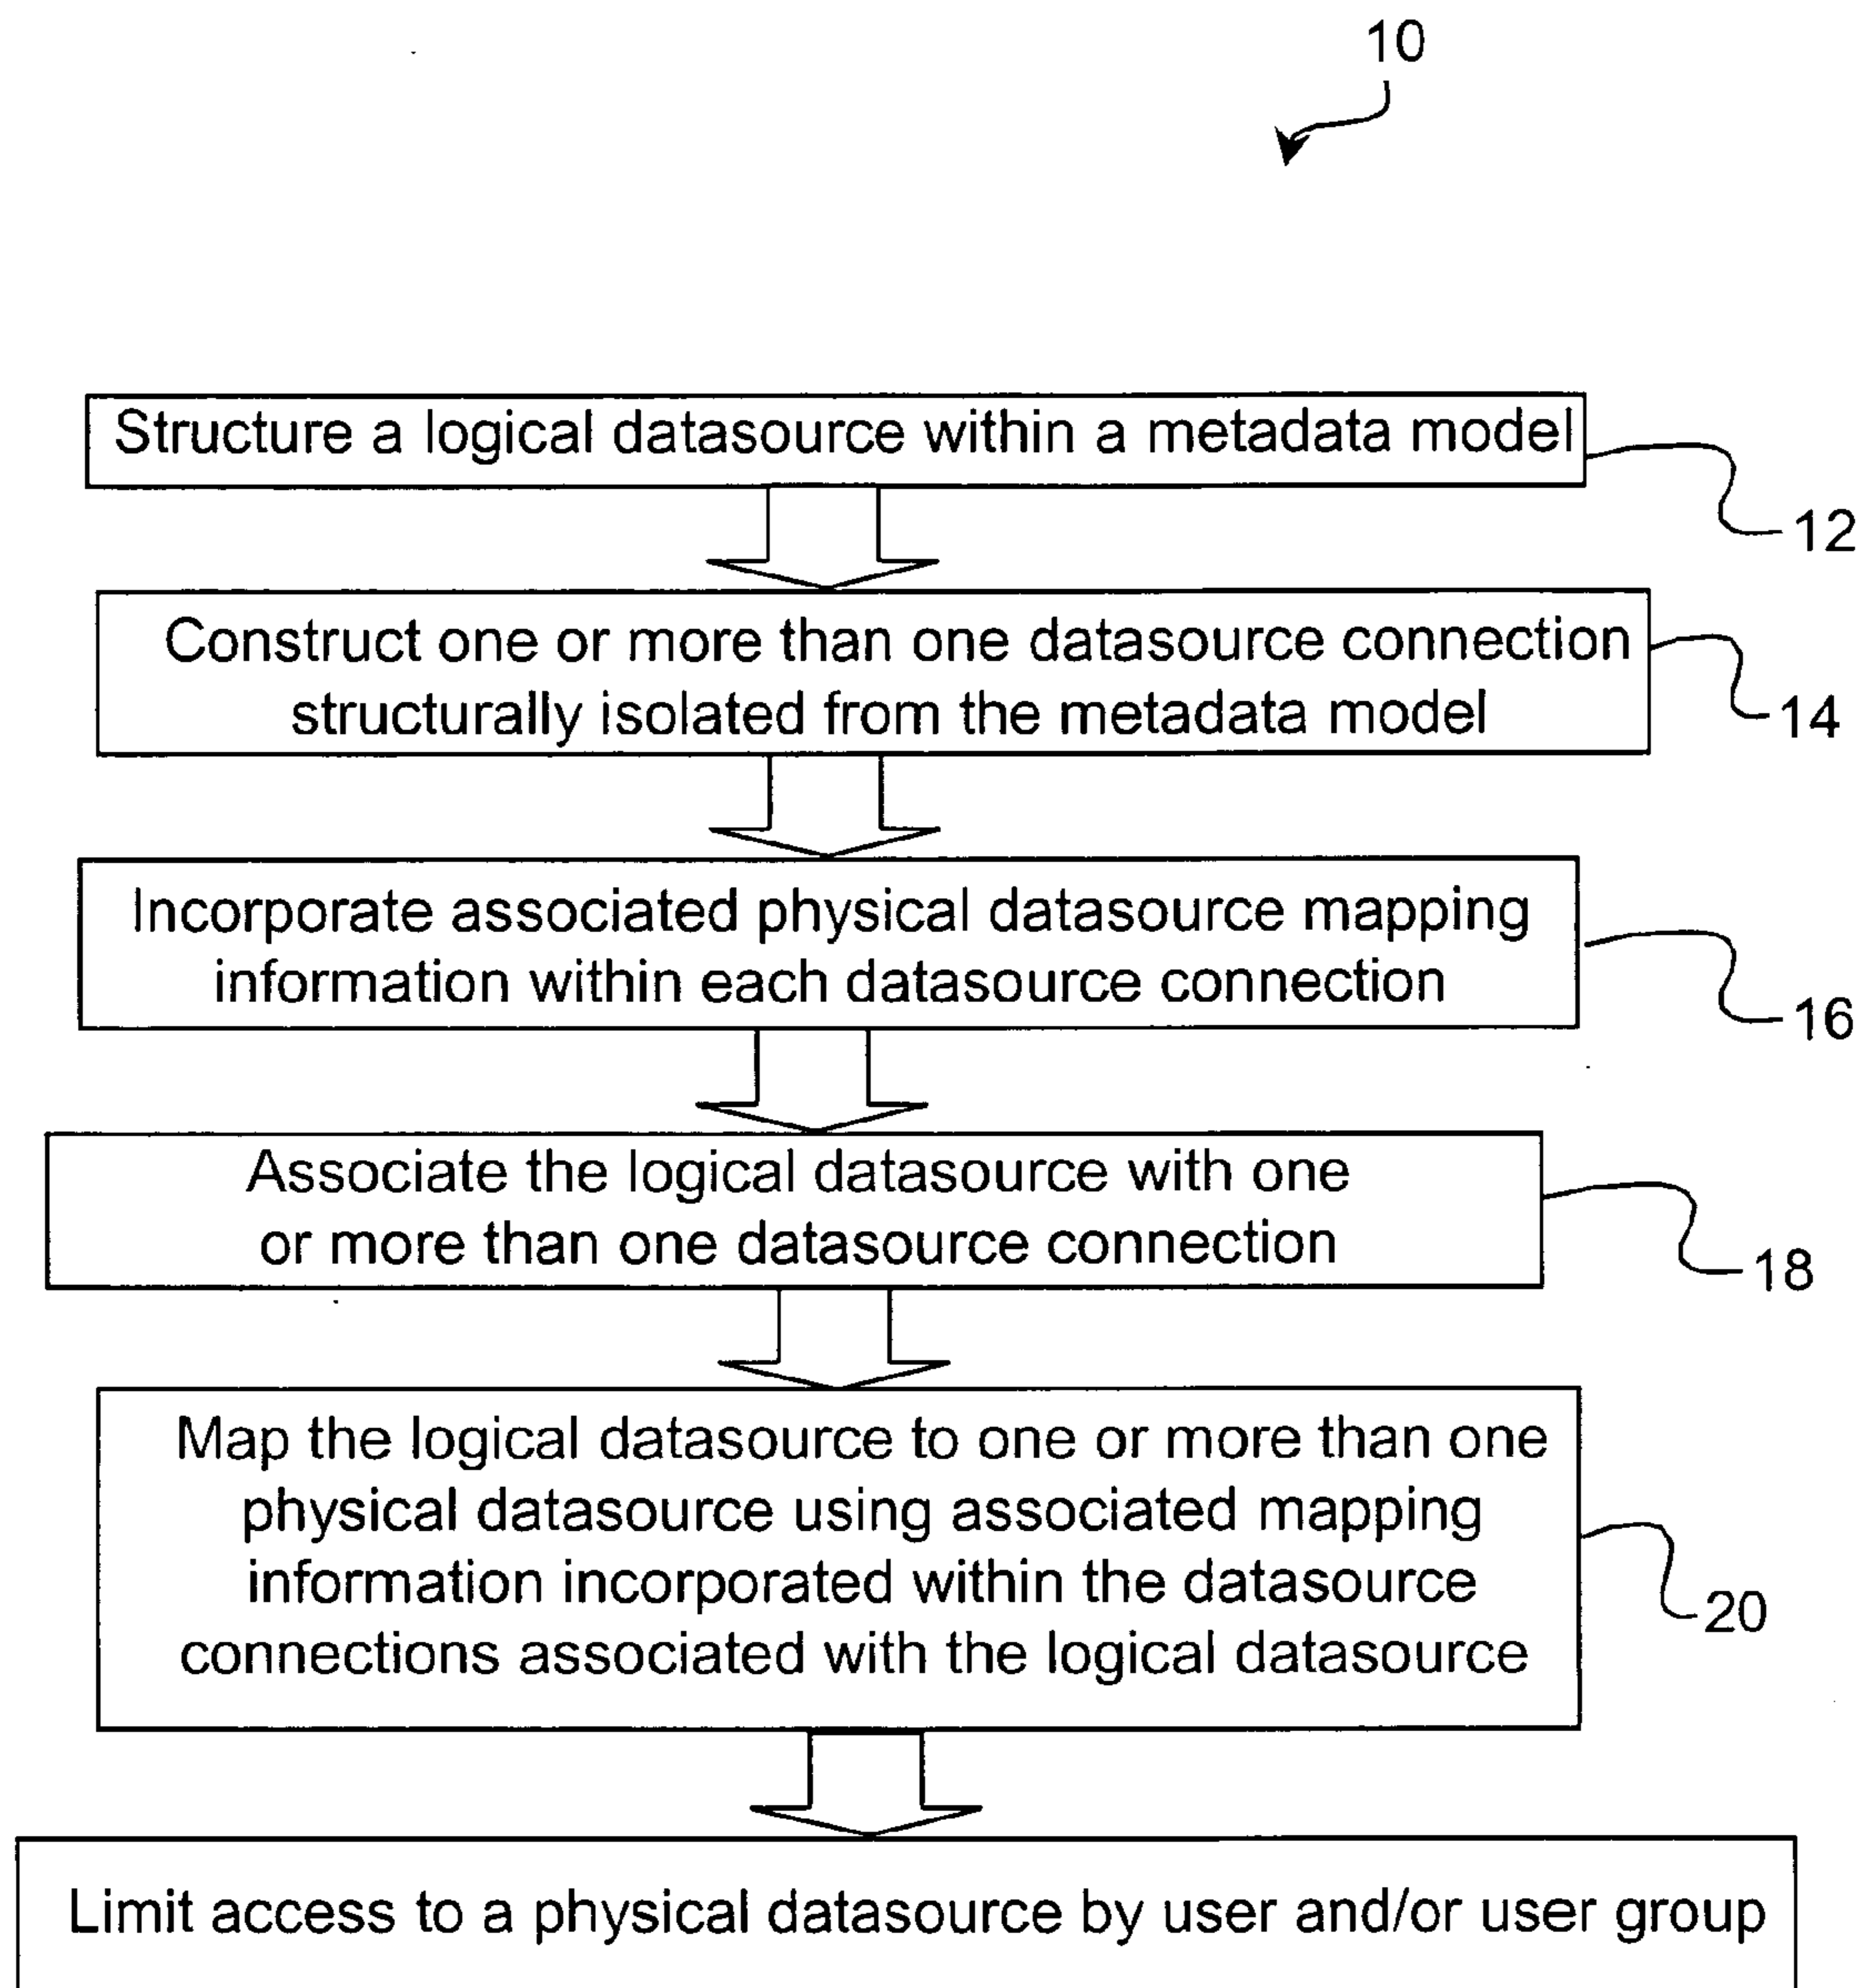 10
Structure a logical datasource within a metadata model
12
Construct one or more than one datasource connection
structurally isolated from the metadata model
14
Incorporate associated physical datasource mapping
information within each datasource connection
16
Associate the logical datasource with one
or more than one datasource connection
18
Map the logical datasource to one or more than one
physical datasource using associated mapping
information incorporated within the datasource
connections associated with the logical datasource
20
Limit access to a physical datasource by user and/or user group